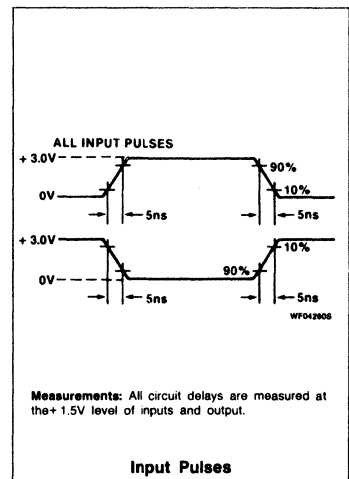 ALL INPUT PULSES
+ 3.0V
90%
10%
0V
5ns
5ns
+ 3.0V
10%
90%
0V
5ns
5ns
WF04260S
Measurements: All circuit delays are measured at
the+ 1.5V level of inputs and output.
Input Pulses